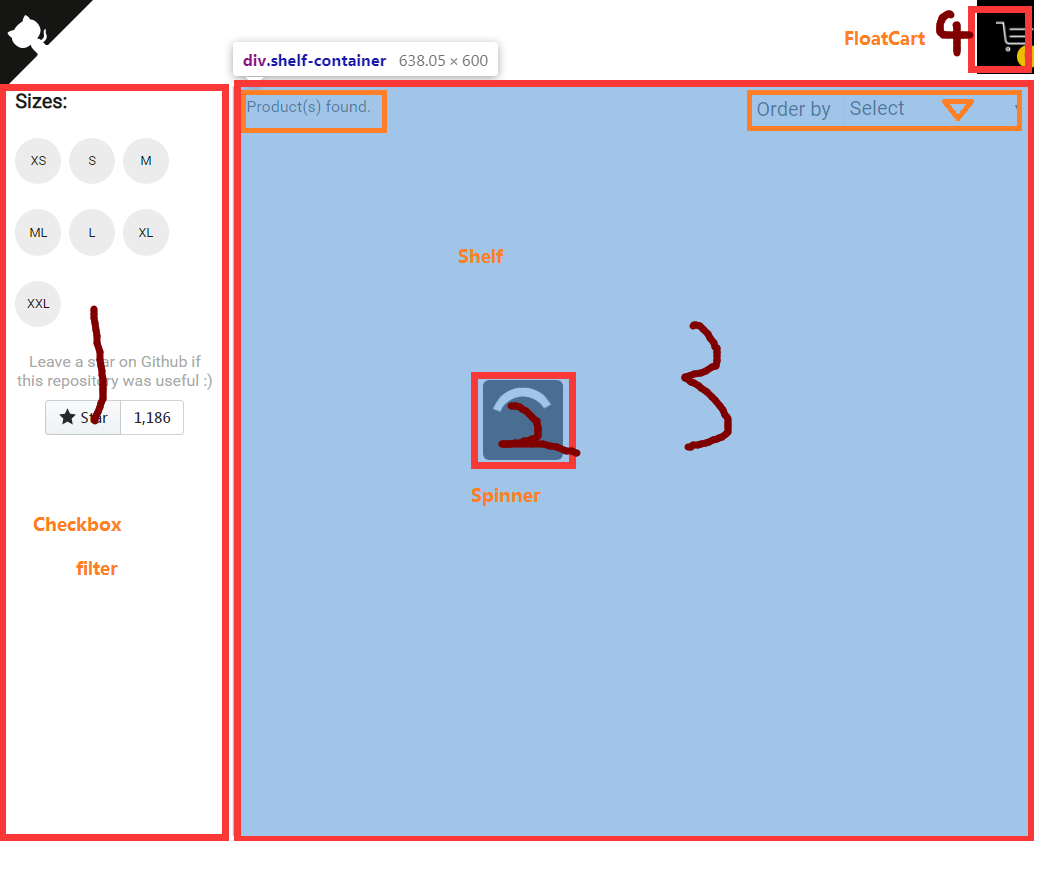 FloatCart 4
div.shelf-container 638.05 × 600
Sizes:
Product(s) found.
Order by Select
XS S M
ML L XL
Shelf
XXL
1
3
Leave a star on Github if
this repository was useful :)
Star 1,186
2
Spinner
Checkbox
filter